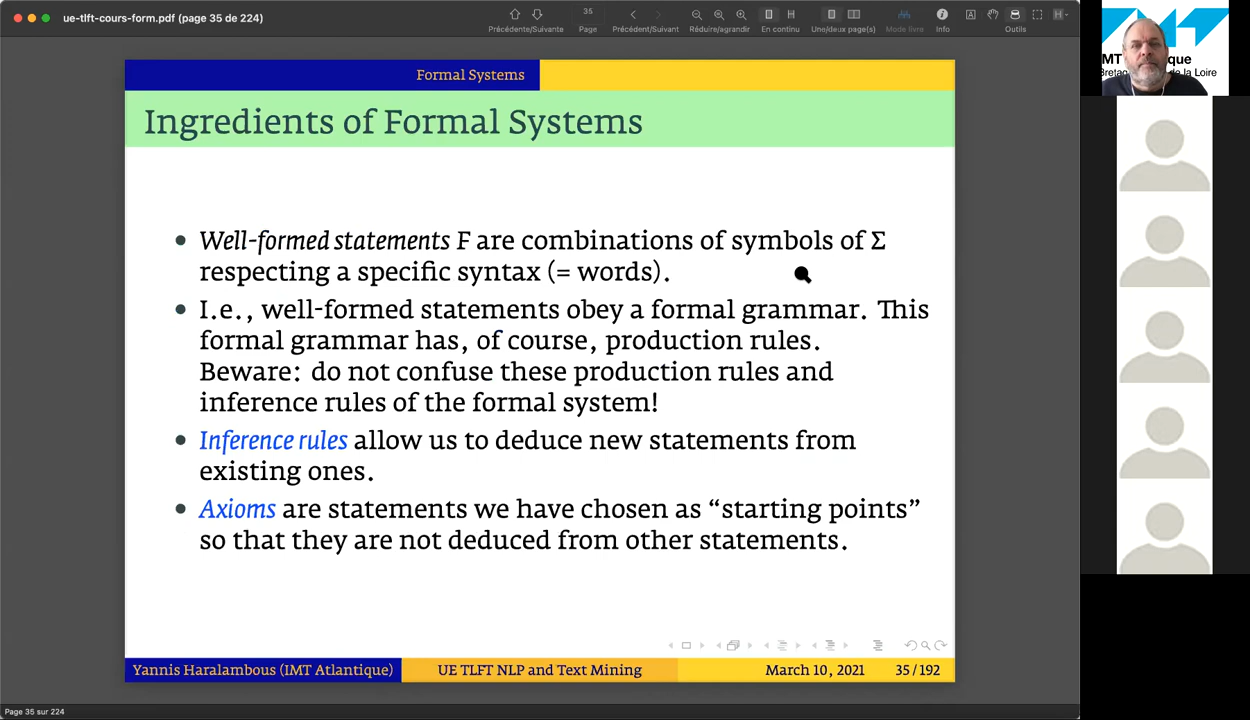 ue-tlft-cours-form.pdf (page 35 de 224)
35
Précédente/Suivante
Page
Précédent/Suivant
Réduire/agrandir
En continu
Une/deux page(s)
Mode livre
Info
Outils
Formal Systems
Ingredients of Formal Systems
• Well-formed statements F are combinations of symbols of Σ
respecting a specific syntax (= words).
• I.e., well-formed statements obey a formal grammar. This
formal grammar has, of course, production rules.
Beware: do not confuse these production rules and
inference rules of the formal system!
• Inference rules allow us to deduce new statements from
existing ones.
• Axioms are statements we have chosen as “starting points”
so that they are not deduced from other statements.
Yannis Haralambous (IMT Atlantique)
UE TLFT NLP and Text Mining
March 10, 2021
35 / 192
Page 35 sur 224